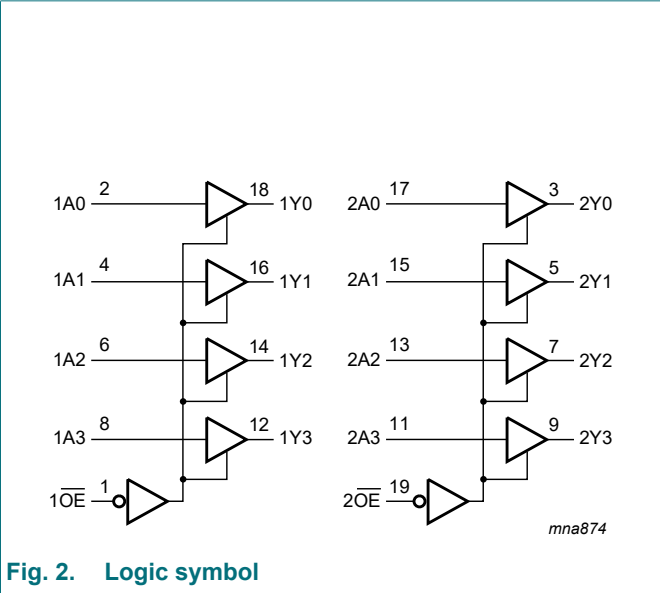 1A0 2 18 1Y0 2A0 17 3 2Y0
1A1 4 16 1Y1 2A1 15 5 2Y1
1A2 6 14 1Y2 2A2 13 7 2Y2
1A3 8 12 1Y3 2A3 11 9 2Y3
1O̅E̅ 1 2O̅E̅ 19
mna874
Fig. 2. Logic symbol